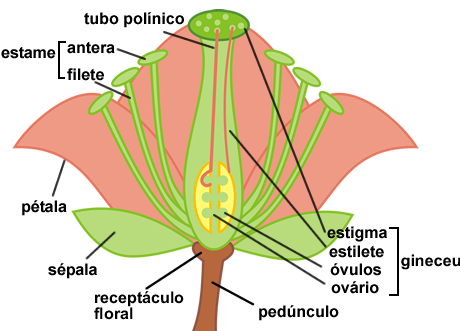 tubo polínico
estame
antera
filete
pétala
sépala
receptáculo
floral
pedúnculo
estigma
estilete
óvulos
ovário
gineceu